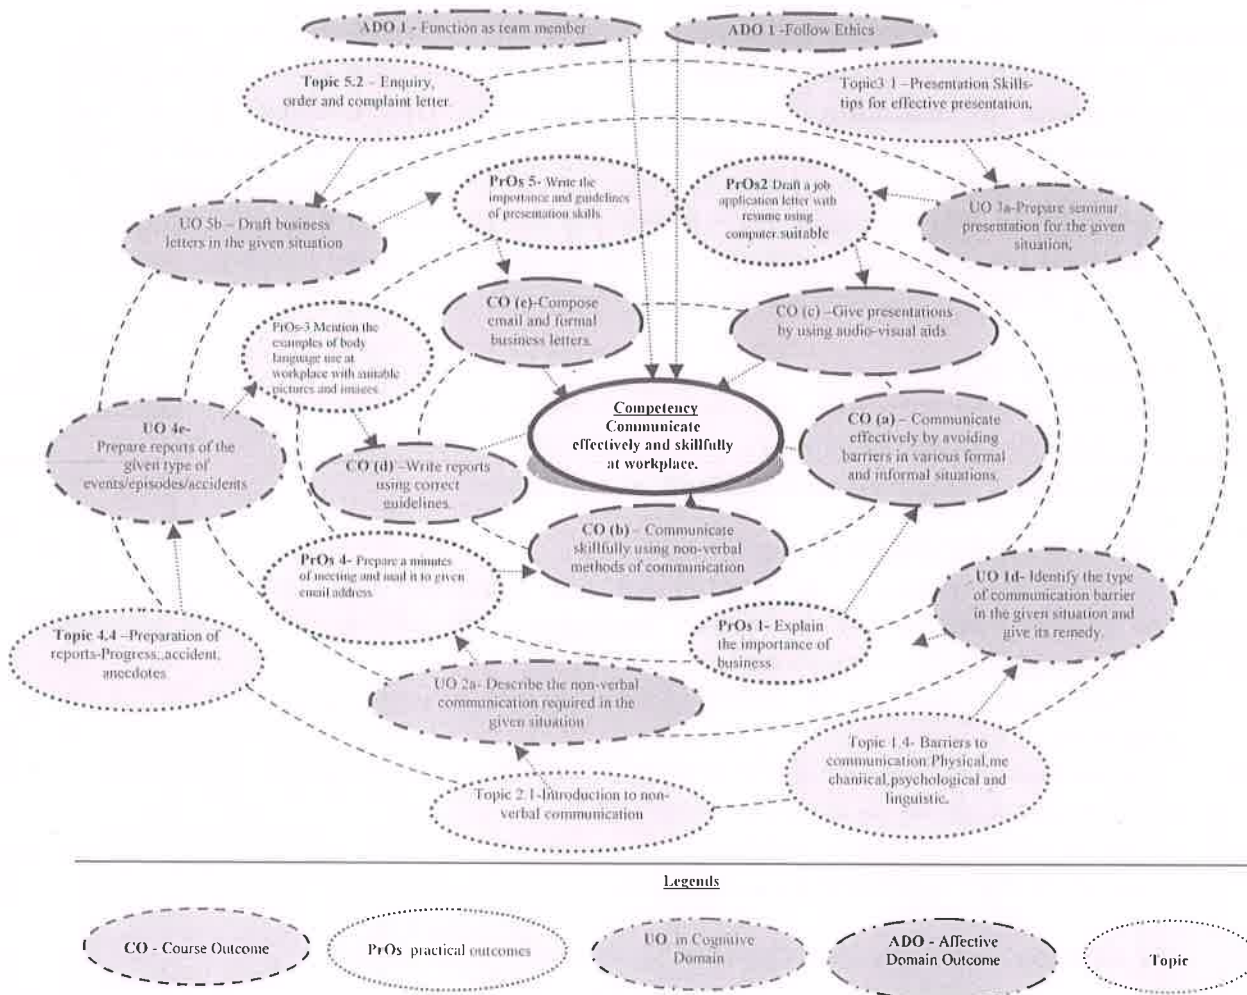 ADO 1 - Function as team member
ADO 1 -Follow Ethics
Topic 5.2 – Enquiry,
order and complaint letter.
Topic3 1 –Presentation Skills-
tips for effective presentation.
PrOs 5- Write the
importance and guidelines
of presentation skills.
PrOs2 Draft a job
application letter with
resume using
computer.suitable
UO 5b – Draft business
letters in the given situation
UO 3a-Prepare seminar
presentation for the given
situation.
CO (e)-Compose
email and formal
business letters.
CO (c) –Give presentations
by using audio-visual aids
PrOs-3 Mention the
examples of body
language use at
workplace with suitable
pictures and images
Competency
Communicate
effectively and skillfully
at workplace.
CO (a) – Communicate
effectively by avoiding
barriers in various formal
and informal situations.
UO 4e-
Prepare reports of the
given type of
events/episodes/accidents
CO (d) –Write reports
using correct
guidelines.
CO (b) – Communicate
skillfully using non-verbal
methods of communication
PrOs 4- Prepare a minutes
of meeting and mail it to given
email address
UO 1d- Identify the type
of communication barrier
in the given situation and
give its remedy.
PrOs 1- Explain
the importance of
business
Topic 4.4 –Preparation of
reports-Progress,,accident,
anecdotes
UO 2a- Describe the non-verbal
communication required in the
given situation
Topic 1.4- Barriers to
communication.Physical,me
chaniical,psychological and
linguistic.
Topic 2.1-Introduction to non-
verbal communication
Legends
CO - Course Outcome
PrOs practical outcomes
UO in Cognitive
Domain
ADO - Affective
Domain Outcome
Topic